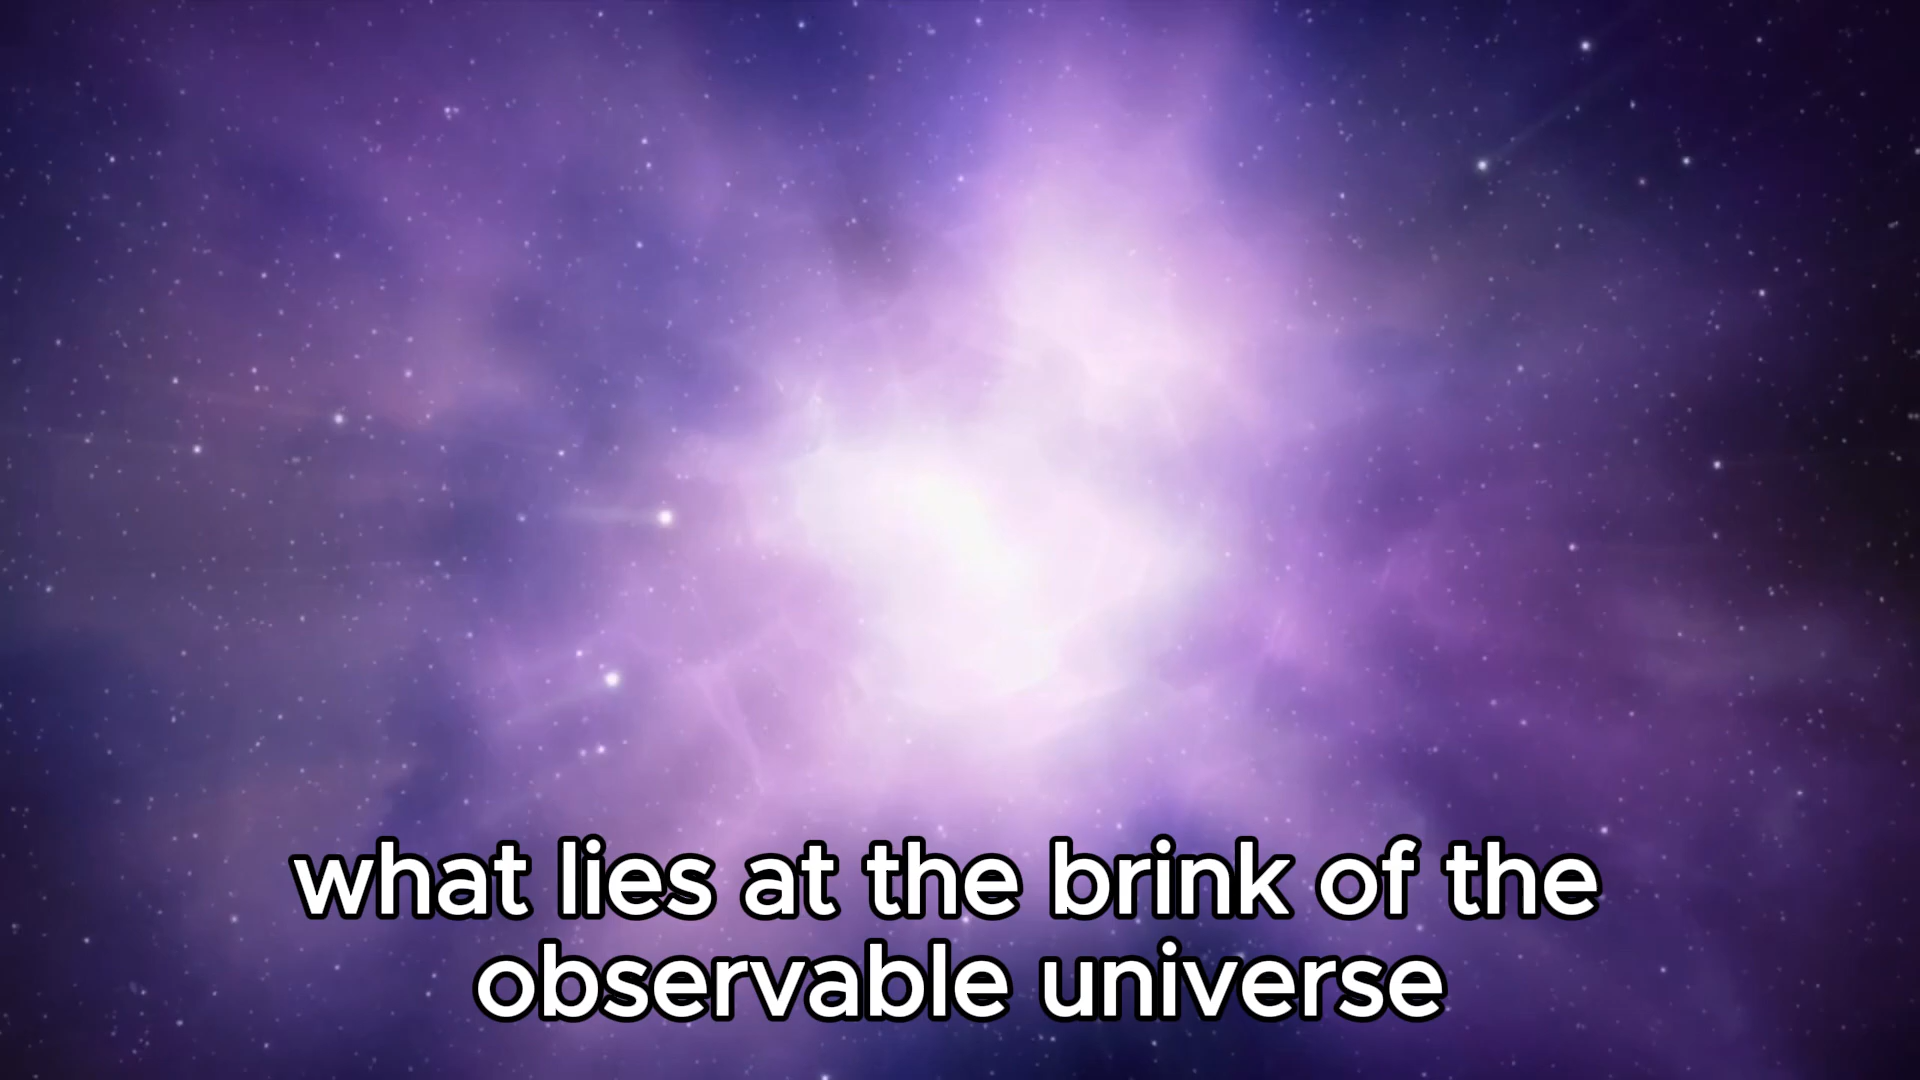 what lies at the brink of the
observable universe